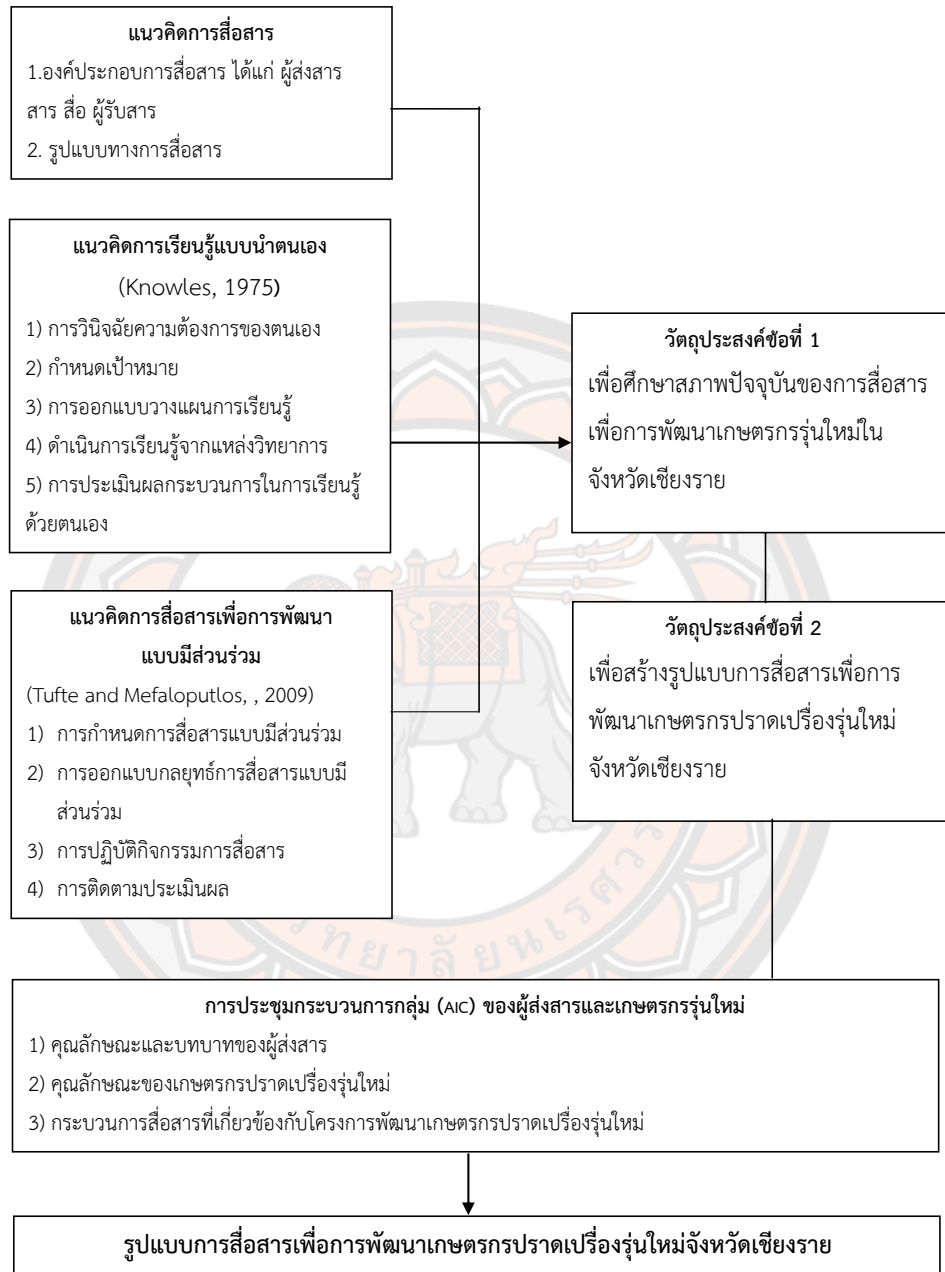 แนวคิดการสื่อสาร
1.องค์ประกอบการสื่อสาร ได้แก่ ผู้ส่งสาร
สาร สื่อ ผู้รับสาร
2. รูปแบบทางการสื่อสาร
แนวคิดการเรียนรู้แบบนำตนเอง
(Knowles, 1975)
1) การวินิจฉัยความต้องการของตนเอง
2) กำหนดเป้าหมาย
3) การออกแบบวางแผนการเรียนรู้
4) ดำเนินการเรียนรู้จากแหล่งวิทยาการ
5) การประเมินผลกระบวนการในการเรียนรู้
ด้วยตนเอง
แนวคิดการสื่อสารเพื่อการพัฒนา
แบบมีส่วนร่วม
(Tufte and Mefaloputlos, , 2009)
1) การกำหนดการสื่อสารแบบมีส่วนร่วม
2) การออกแบบกลยุทธ์การสื่อสารแบบมี
ส่วนร่วม
3) การปฏิบัติกิจกรรมการสื่อสาร
4) การติดตามประเมินผล
วัตถุประสงค์ข้อที่ 1
เพื่อศึกษาสภาพปัจจุบันของการสื่อสาร
เพื่อการพัฒนาเกษตรกรรุ่นใหม่ใน
จังหวัดเชียงราย
วัตถุประสงค์ข้อที่ 2
เพื่อสร้างรูปแบบการสื่อสารเพื่อการ
พัฒนาเกษตรกรปราดเปรื่องรุ่นใหม่
จังหวัดเชียงราย
การประชุมกระบวนการกลุ่ม (AIC) ของผู้ส่งสารและเกษตรกรรุ่นใหม่
1) คุณลักษณะและบทบาทของผู้ส่งสาร
2) คุณลักษณะของเกษตรกรปราดเปรื่องรุ่นใหม่
3) กระบวนการสื่อสารที่เกี่ยวข้องกับโครงการพัฒนาเกษตรกรปราดเปรื่องรุ่นใหม่
รูปแบบการสื่อสารเพื่อการพัฒนาเกษตรกรปราดเปรื่องรุ่นใหม่จังหวัดเชียงราย